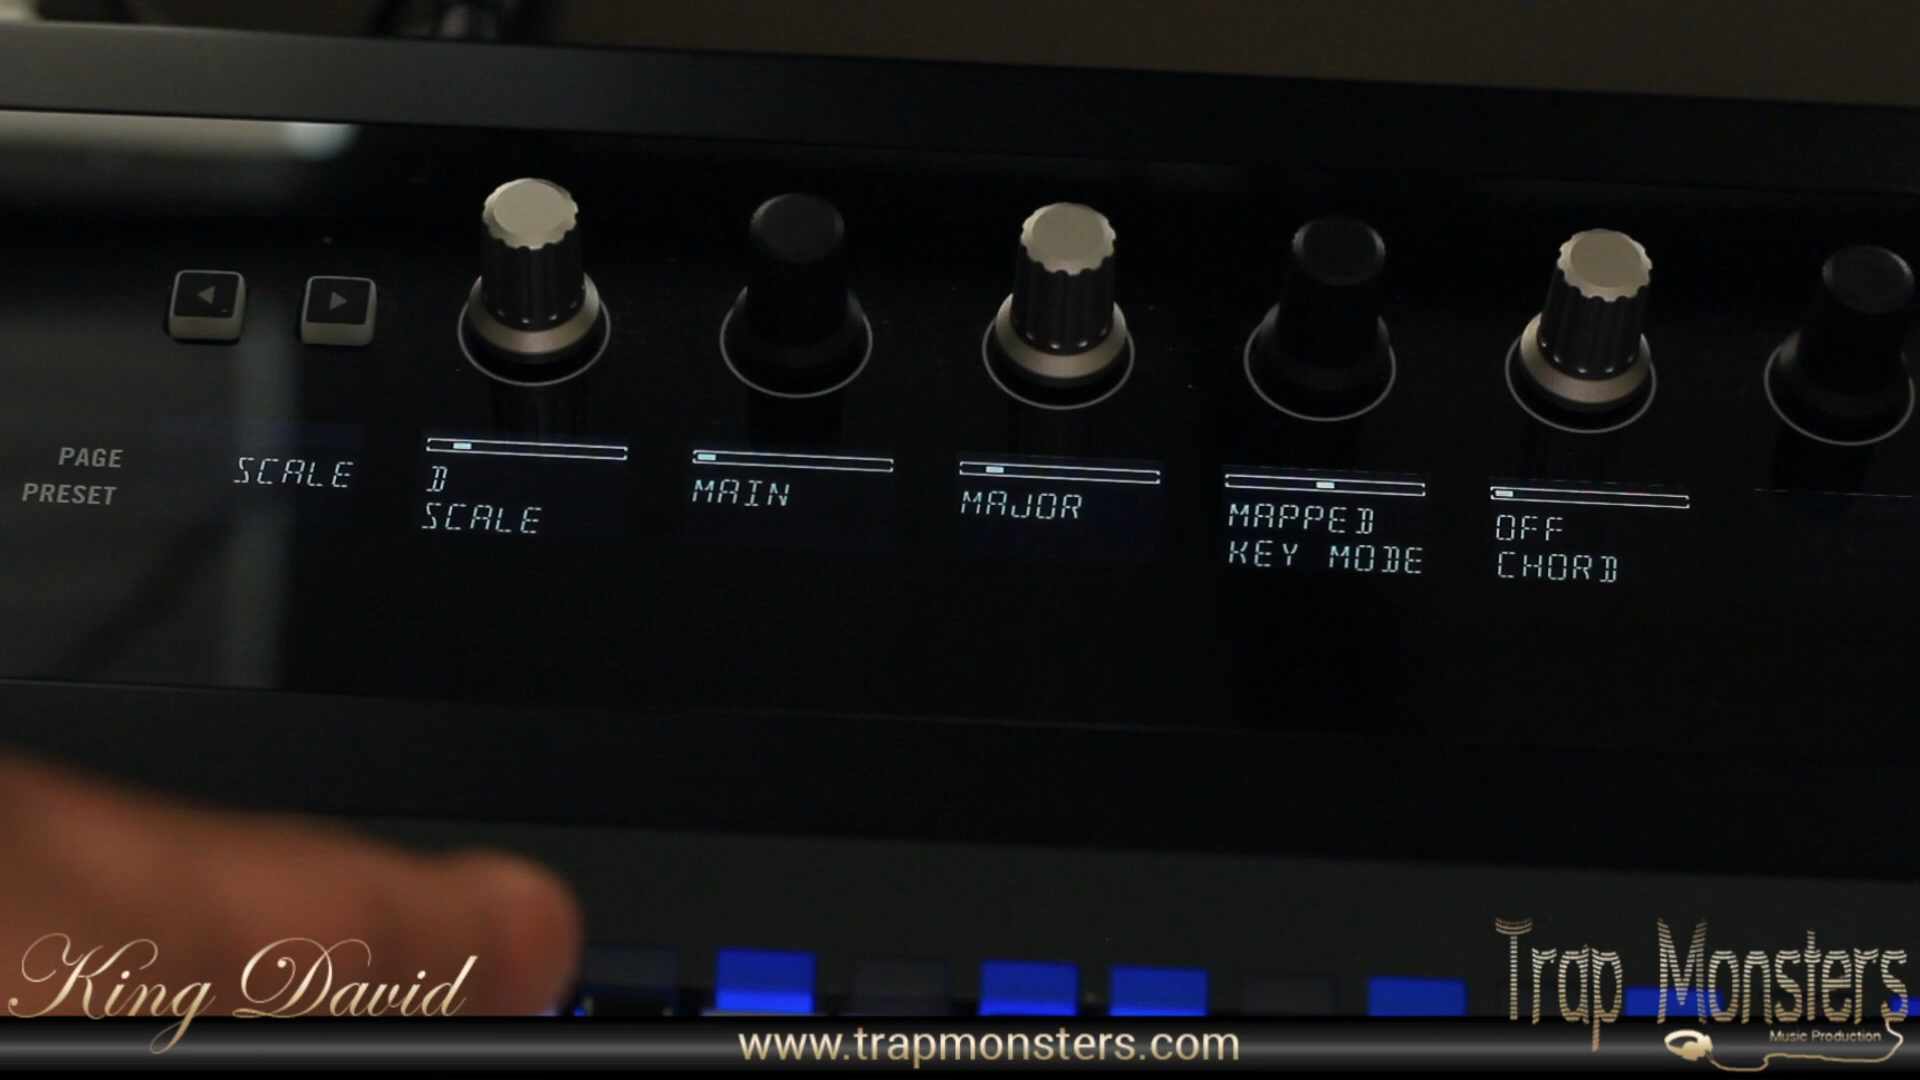 PAGE
PRESET
SCALE
D
SCALE
MAIN
MAJOR
MAPPED
KEY MODE
OFF
CHORD
King David
Trap Monsters
Music Production
www.trapmonsters.com